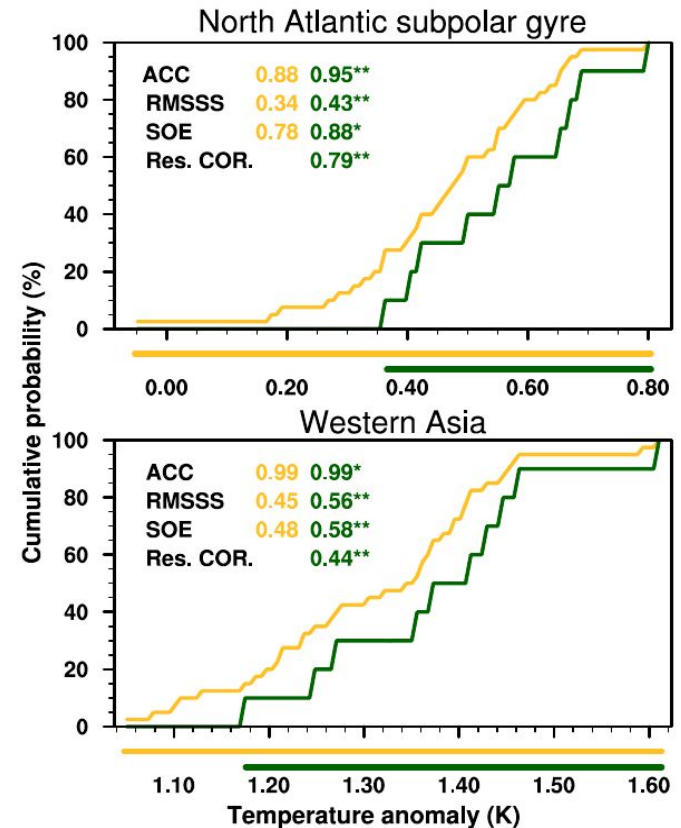 North Atlantic subpolar gyre
100
80
60
40
20
0
ACC 0.88 0.95**
RMSSS 0.34 0.43**
SOE 0.78 0.88*
Res. COR. 0.79**
0.00 0.20 0.40 0.60 0.80
Cumulative probability (%)
Western Asia
100
80
60
40
20
0
ACC 0.99 0.99*
RMSSS 0.45 0.56**
SOE 0.48 0.58**
Res. COR. 0.44**
1.10 1.20 1.30 1.40 1.50 1.60
Temperature anomaly (K)